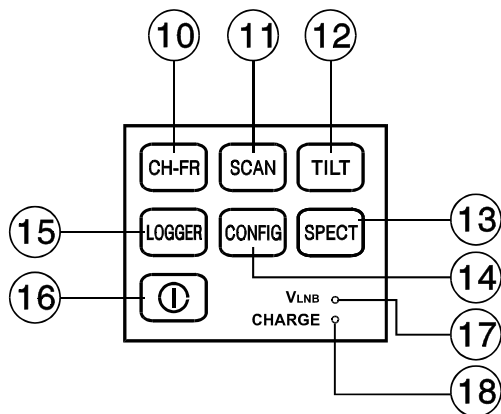 10 11 12
CH-FR SCAN TILT
13
15 LOGGER CONFIG SPECT
14
16
VLNB
17
CHARGE
18